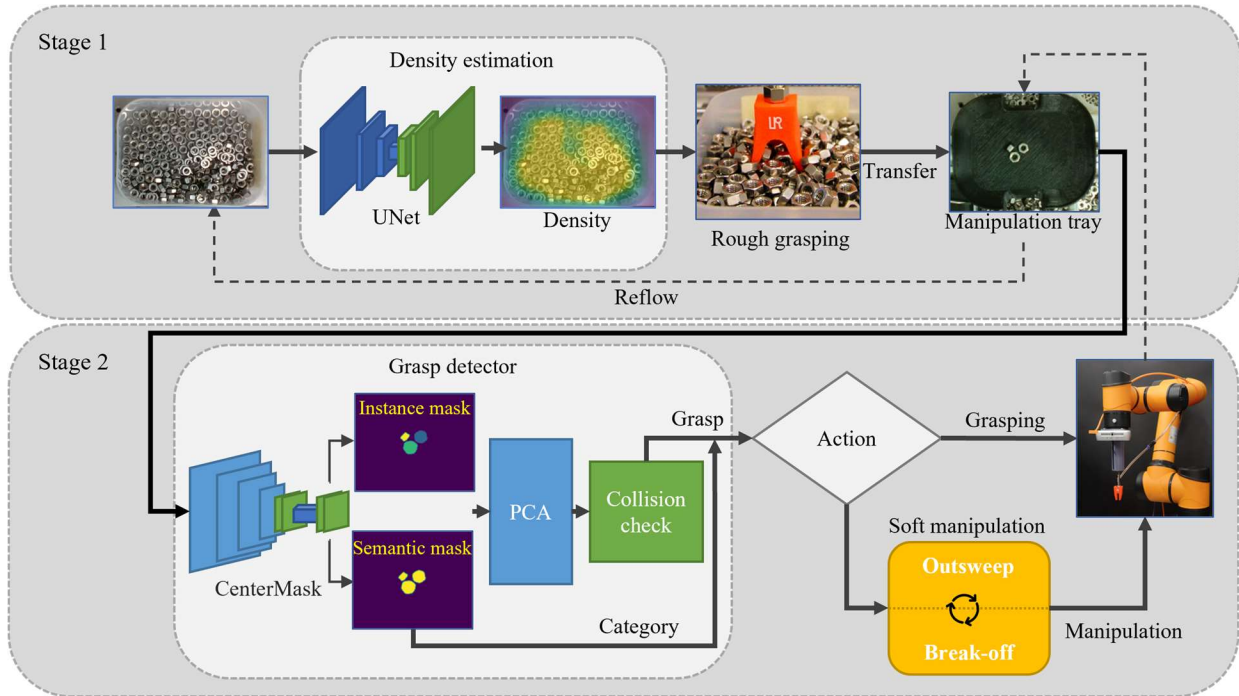 Stage 1
Density estimation
UNet
Density
UR
Rough grasping
Transfer
Manipulation tray
Reflow
Stage 2
Grasp detector
Instance mask
Semantic mask
CenterMask
PCA
Collision
check
Grasp
Category
Action
Grasping
Soft manipulation
Outsweep
Break-off
Manipulation